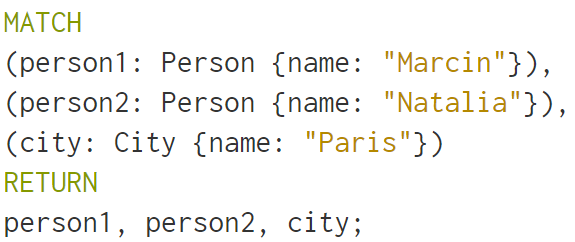 MATCH
(person1: Person {name: "Marcin"}),
(person2: Person {name: "Natalia"}),
(city: City {name: "Paris"})
RETURN
person1, person2, city;